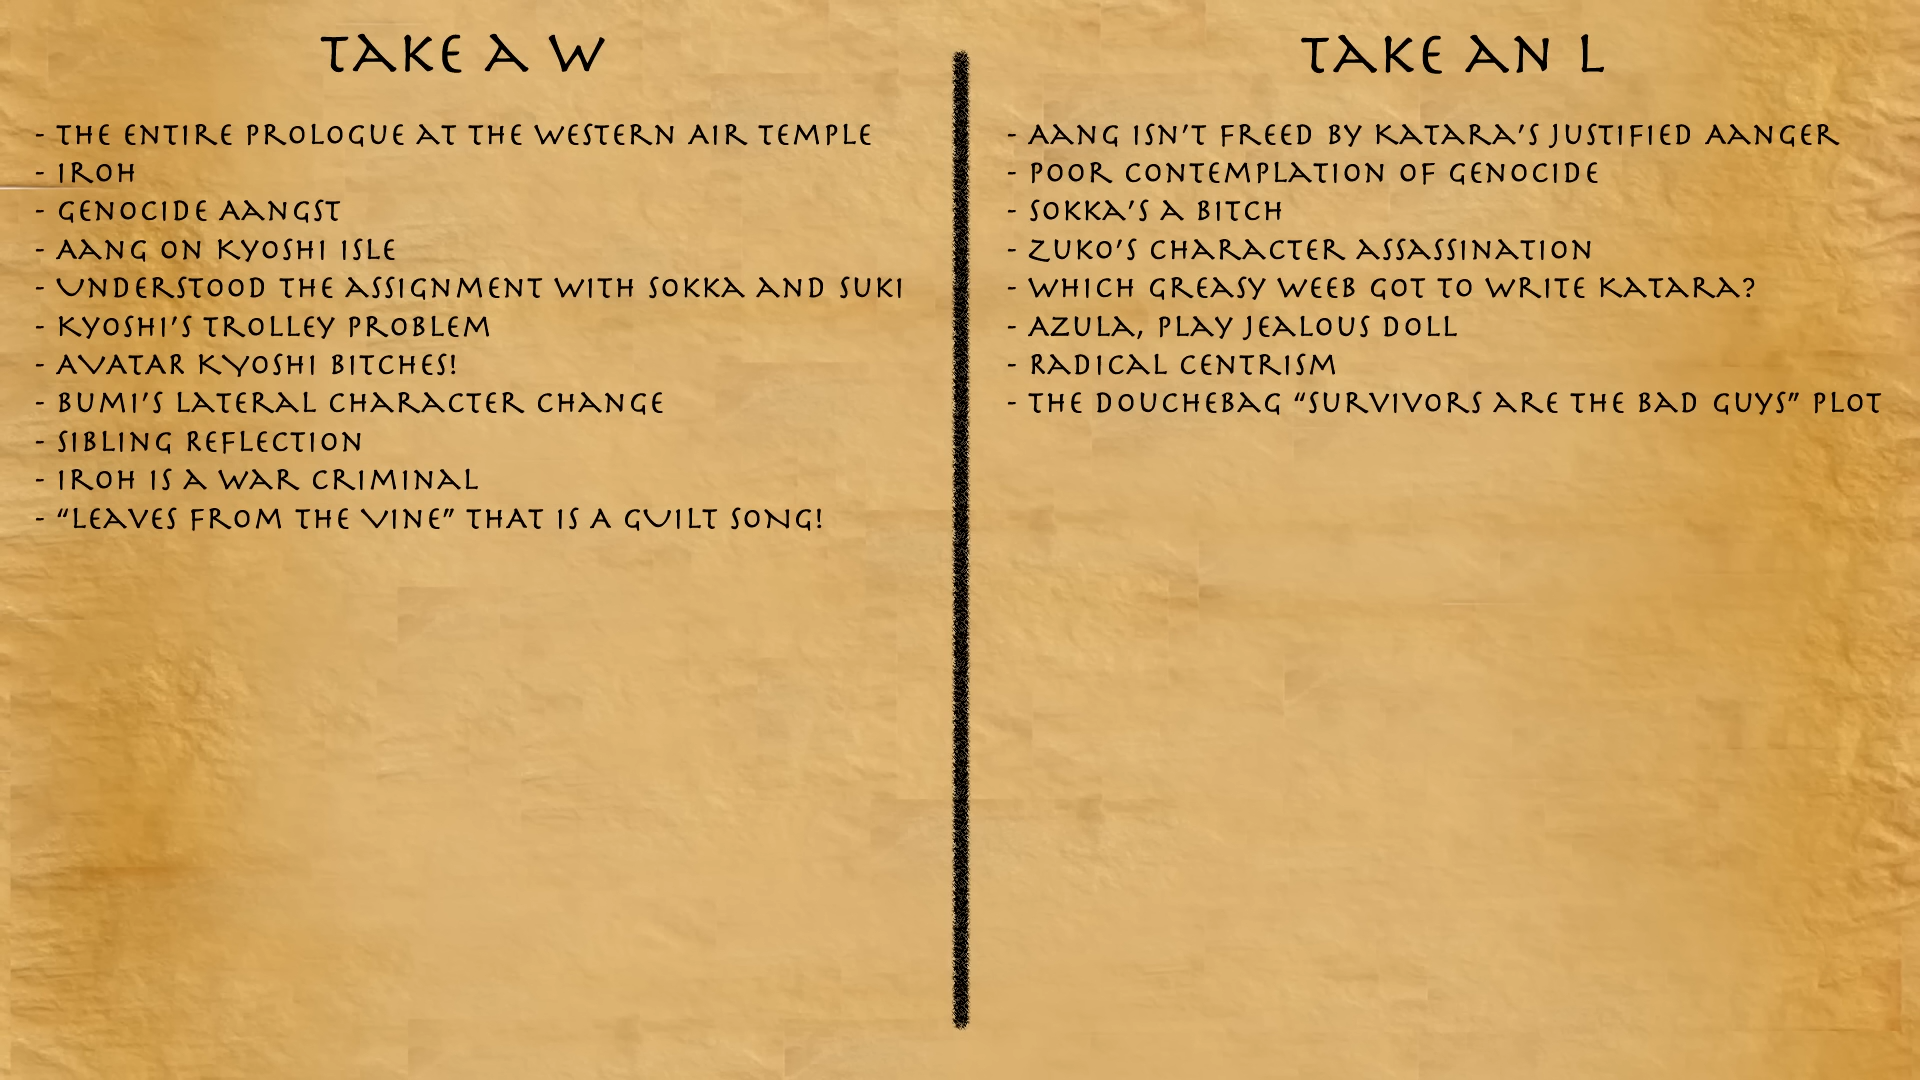 TAKE A W
- THE ENTIRE PROLOGUE AT THE WESTERN AIR TEMPLE
- IROH
- GENOCIDE AANGST
- AANG ON KYOSHI ISLE
- UNDERSTOOD THE ASSIGNMENT WITH SOKKA AND SUKI
- KYOSHI'S TROLLEY PROBLEM
- AVATAR KYOSHI BITCHES!
- BUMI'S LATERAL CHARACTER CHANGE
- SIBLING REFLECTION
- IROH IS A WAR CRIMINAL
- "LEAVES FROM THE VINE" THAT IS A GUILT SONG!
TAKE AN L
- AANG ISN'T FREED BY KATARA'S JUSTIFIED AANGER
- POOR CONTEMPLATION OF GENOCIDE
- SOKKA'S A BITCH
- ZUKO'S CHARACTER ASSASSINATION
- WHICH GREASY WEEB GOT TO WRITE KATARA?
- AZULA, PLAY JEALOUS DOLL
- RADICAL CENTRISM
- THE DOUCHEBAG "SURVIVORS ARE THE BAD GUYS" PLOT